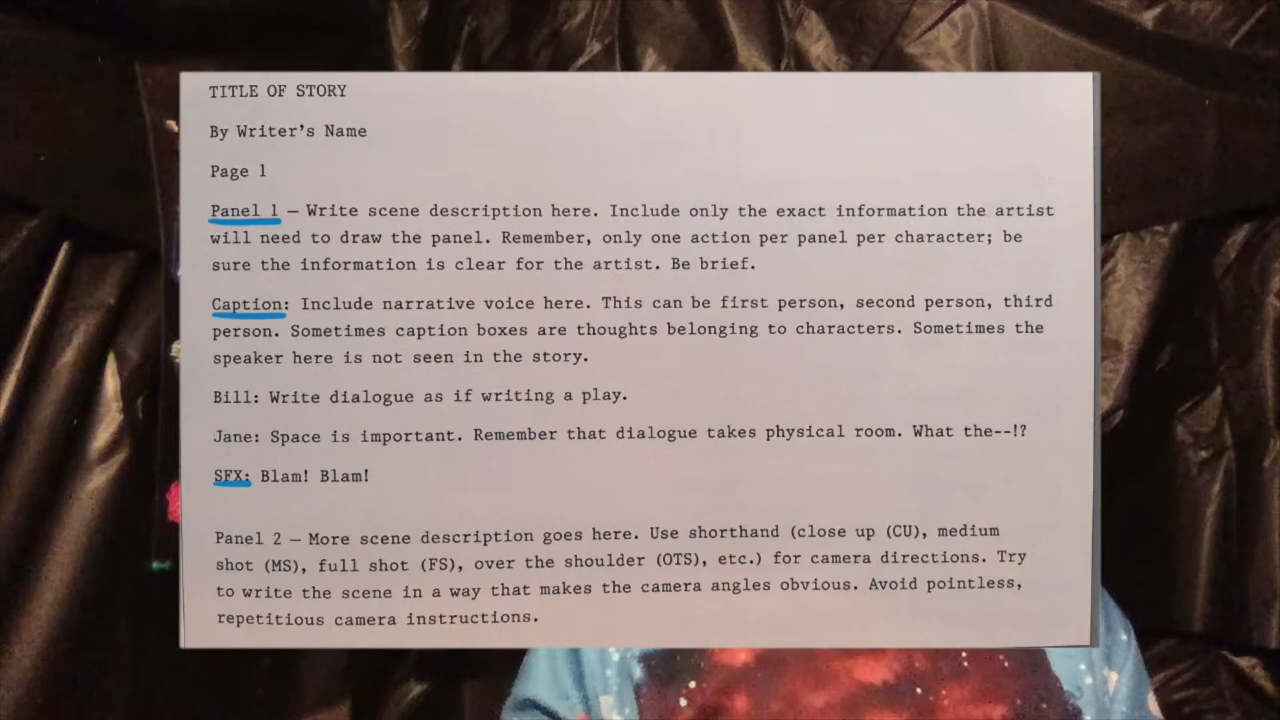 TITLE OF STORY
By Writer's Name
Page 1
Panel 1 — Write scene description here. Include only the exact information the artist
will need to draw the panel. Remember, only one action per panel per character; be
sure the information is clear for the artist. Be brief.
Caption: Include narrative voice here. This can be first person, second person, third
person. Sometimes caption boxes are thoughts belonging to characters. Sometimes the
speaker here is not seen in the story.
Bill: Write dialogue as if writing a play.
Jane: Space is important. Remember that dialogue takes physical room. What the--!?
SFX: Blam! Blam!
Panel 2 — More scene description goes here. Use shorthand (close up (CU), medium
shot (MS), full shot (FS), over the shoulder (OTS), etc.) for camera directions. Try
to write the scene in a way that makes the camera angles obvious. Avoid pointless,
repetitious camera instructions.